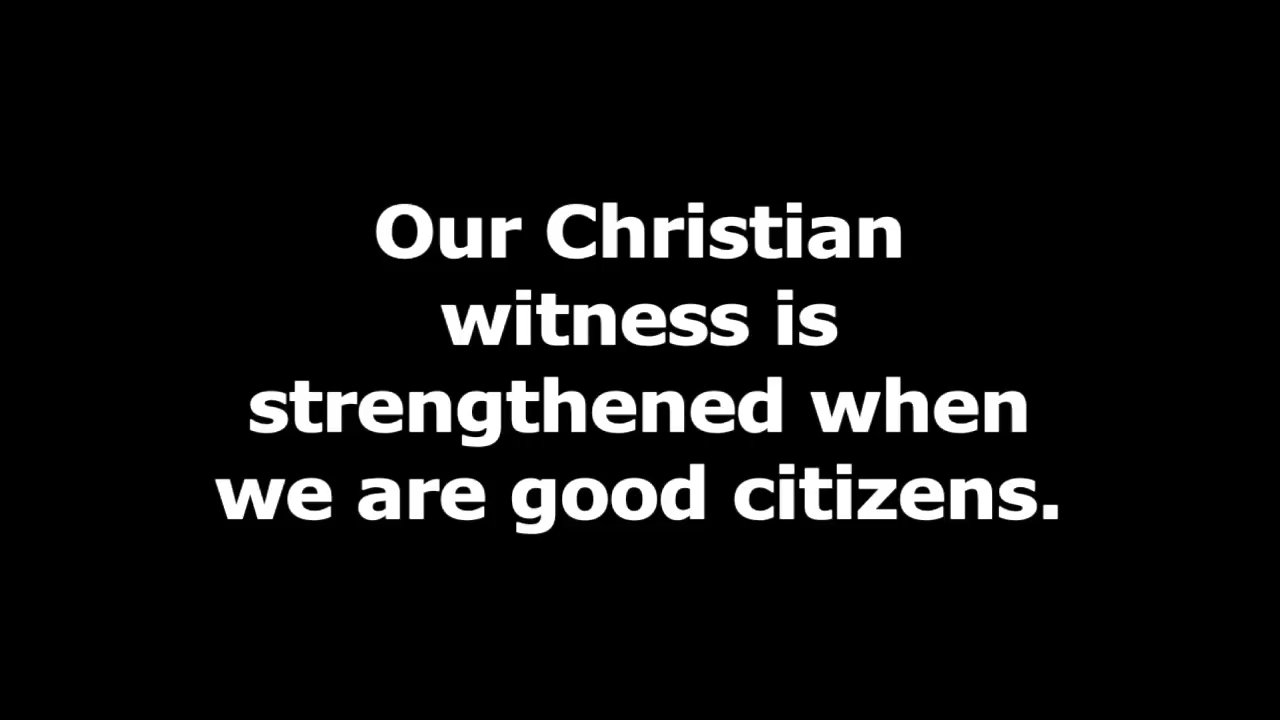 Our Christian
witness is
strengthened when
we are good citizens.